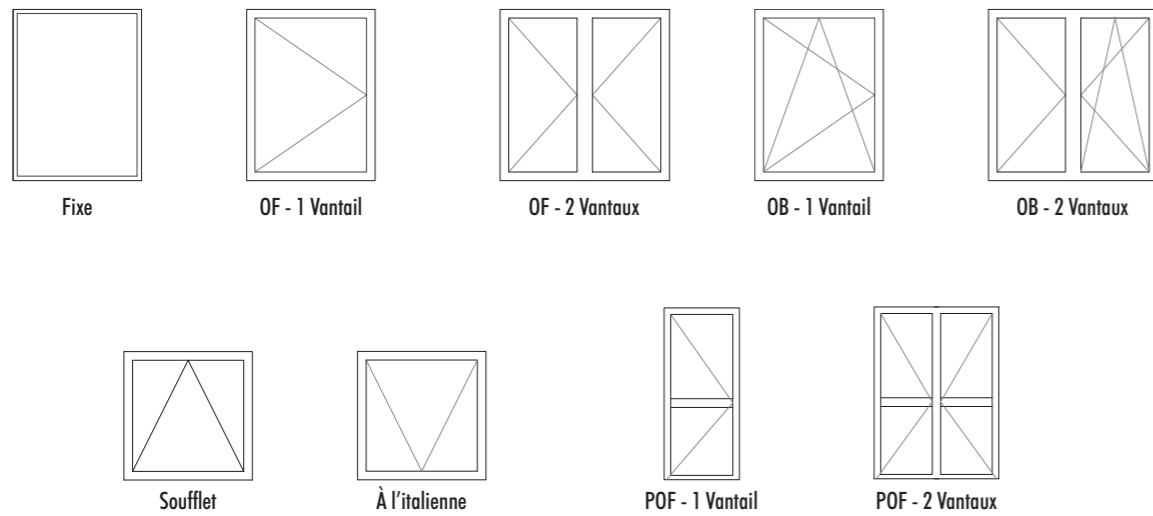 Fixe
OF - 1 Vantail
OF - 2 Vantaux
OB - 1 Vantail
OB - 2 Vantaux
Soufflet
À l'italienne
POF - 1 Vantail
POF - 2 Vantaux